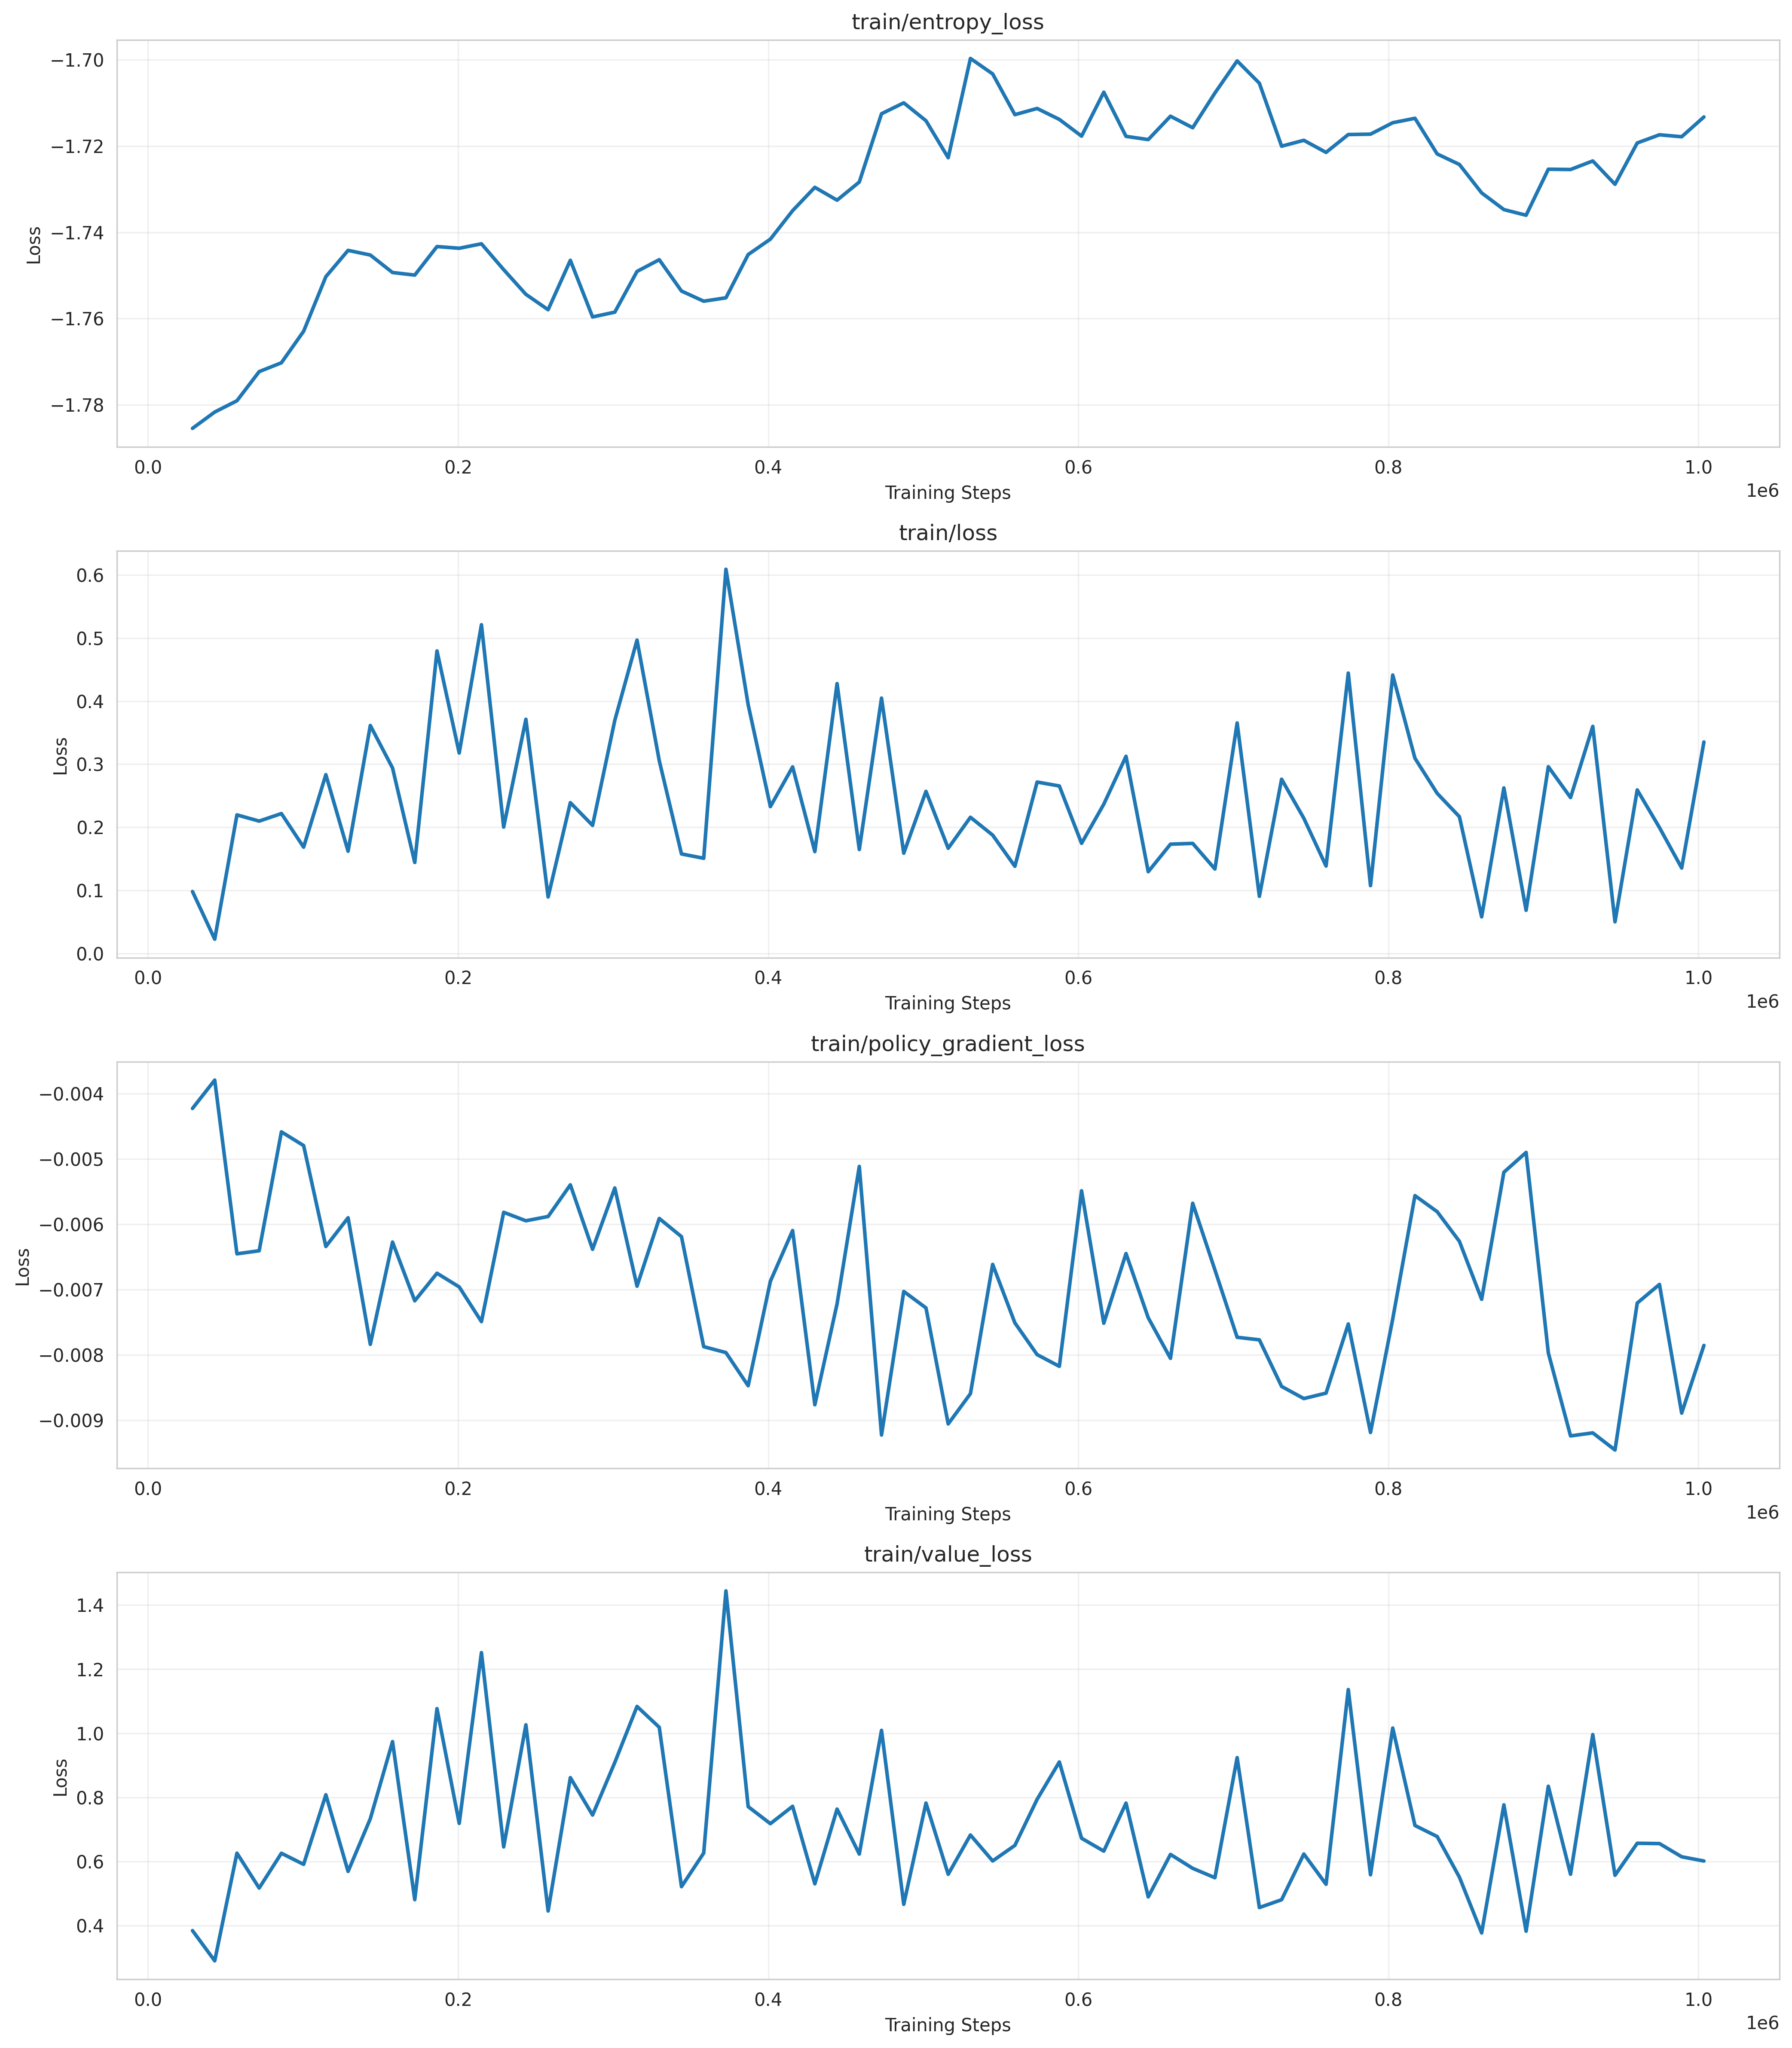 train/entropy_loss
−1.70
−1.72
−1.74
−1.76
−1.78
Loss
0.0 0.2 0.4 0.6 0.8 1.0
Training Steps
1e6
train/loss
0.6
0.5
0.4
0.3
0.2
0.1
0.0
Loss
0.0 0.2 0.4 0.6 0.8 1.0
Training Steps
1e6
train/policy_gradient_loss
−0.004
−0.005
−0.006
−0.007
−0.008
−0.009
Loss
0.0 0.2 0.4 0.6 0.8 1.0
Training Steps
1e6
train/value_loss
1.4
1.2
1.0
0.8
0.6
0.4
Loss
0.0 0.2 0.4 0.6 0.8 1.0
Training Steps
1e6